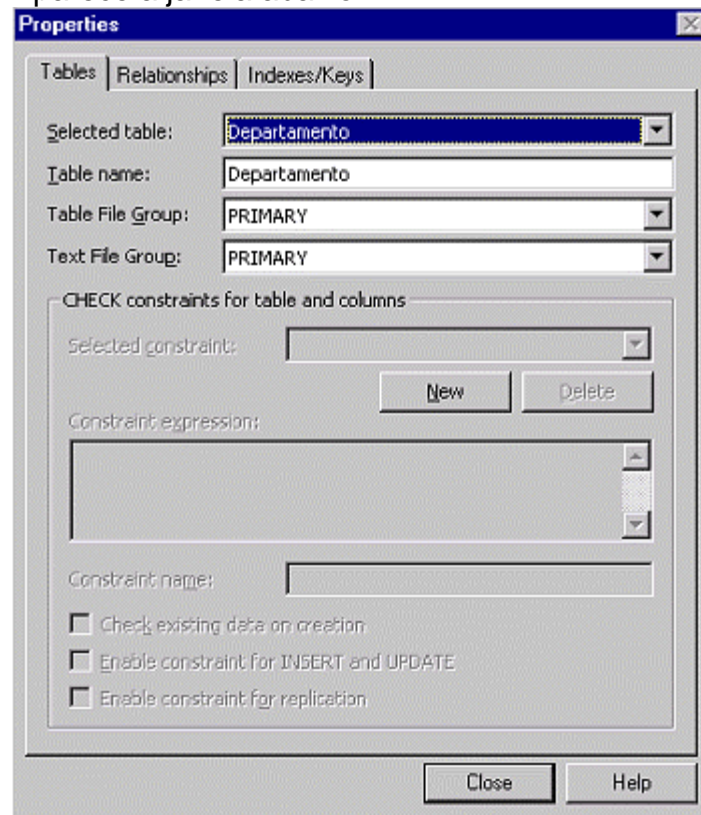 Properties
Tables Relationships Indexes/Keys
Selected table: Departamento
Table name: Departamento
Table File Group: PRIMARY
Text File Group: PRIMARY
CHECK constraints for table and columns
Selected constraint:
New Delete
Constraint expression:
Constraint name:
Check existing data on creation
Enable constraint for INSERT and UPDATE
Enable constraint for replication
Close Help